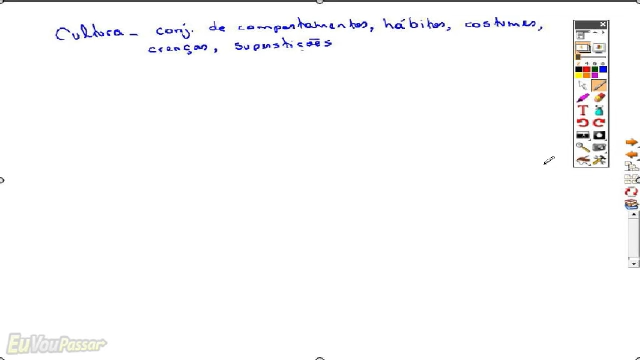 Cultura – conj. de comportamentos, hábitos, costumes,
crenças, superstições
EuVouPassar